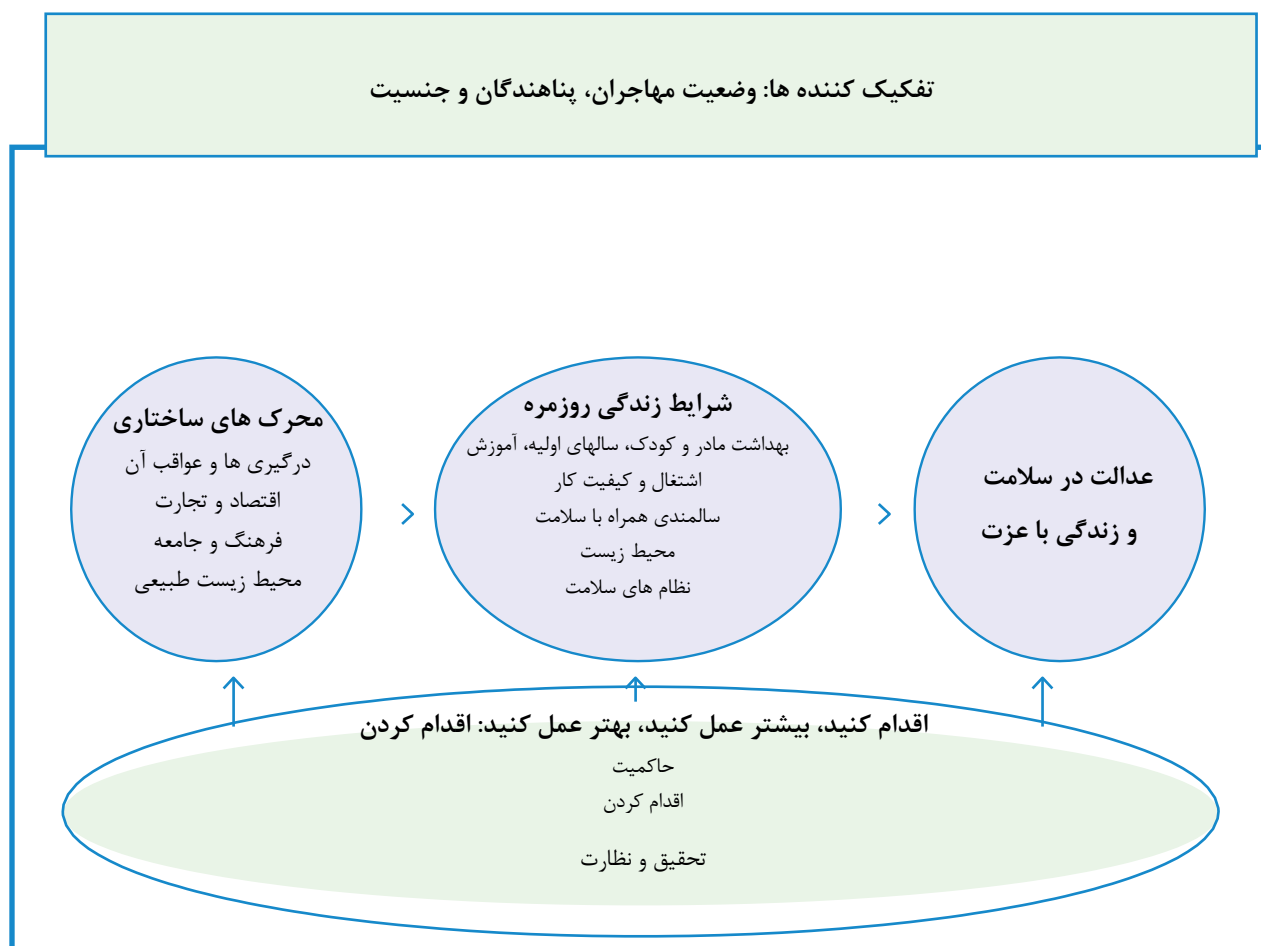 تفکیک کننده ها: وضعیت مهاجران، پناهندگان و جنسیت
محرک های ساختاری
درگیری ها و عواقب آن
اقتصاد و تجارت
فرهنگ و جامعه
محیط زیست طبیعی
شرایط زندگی روزمره
بهداشت مادر و کودک، سالهای اولیه، آموزش
اشتغال و کیفیت کار
سالمندی همراه با سلامت
محیط زیست
نظام های سلامت
عدالت در سلامت
و زندگی با عزت
اقدام کنید، بیشتر عمل کنید، بهتر عمل کنید: اقدام کردن
حاکمیت
اقدام کردن
تحقیق و نظارت